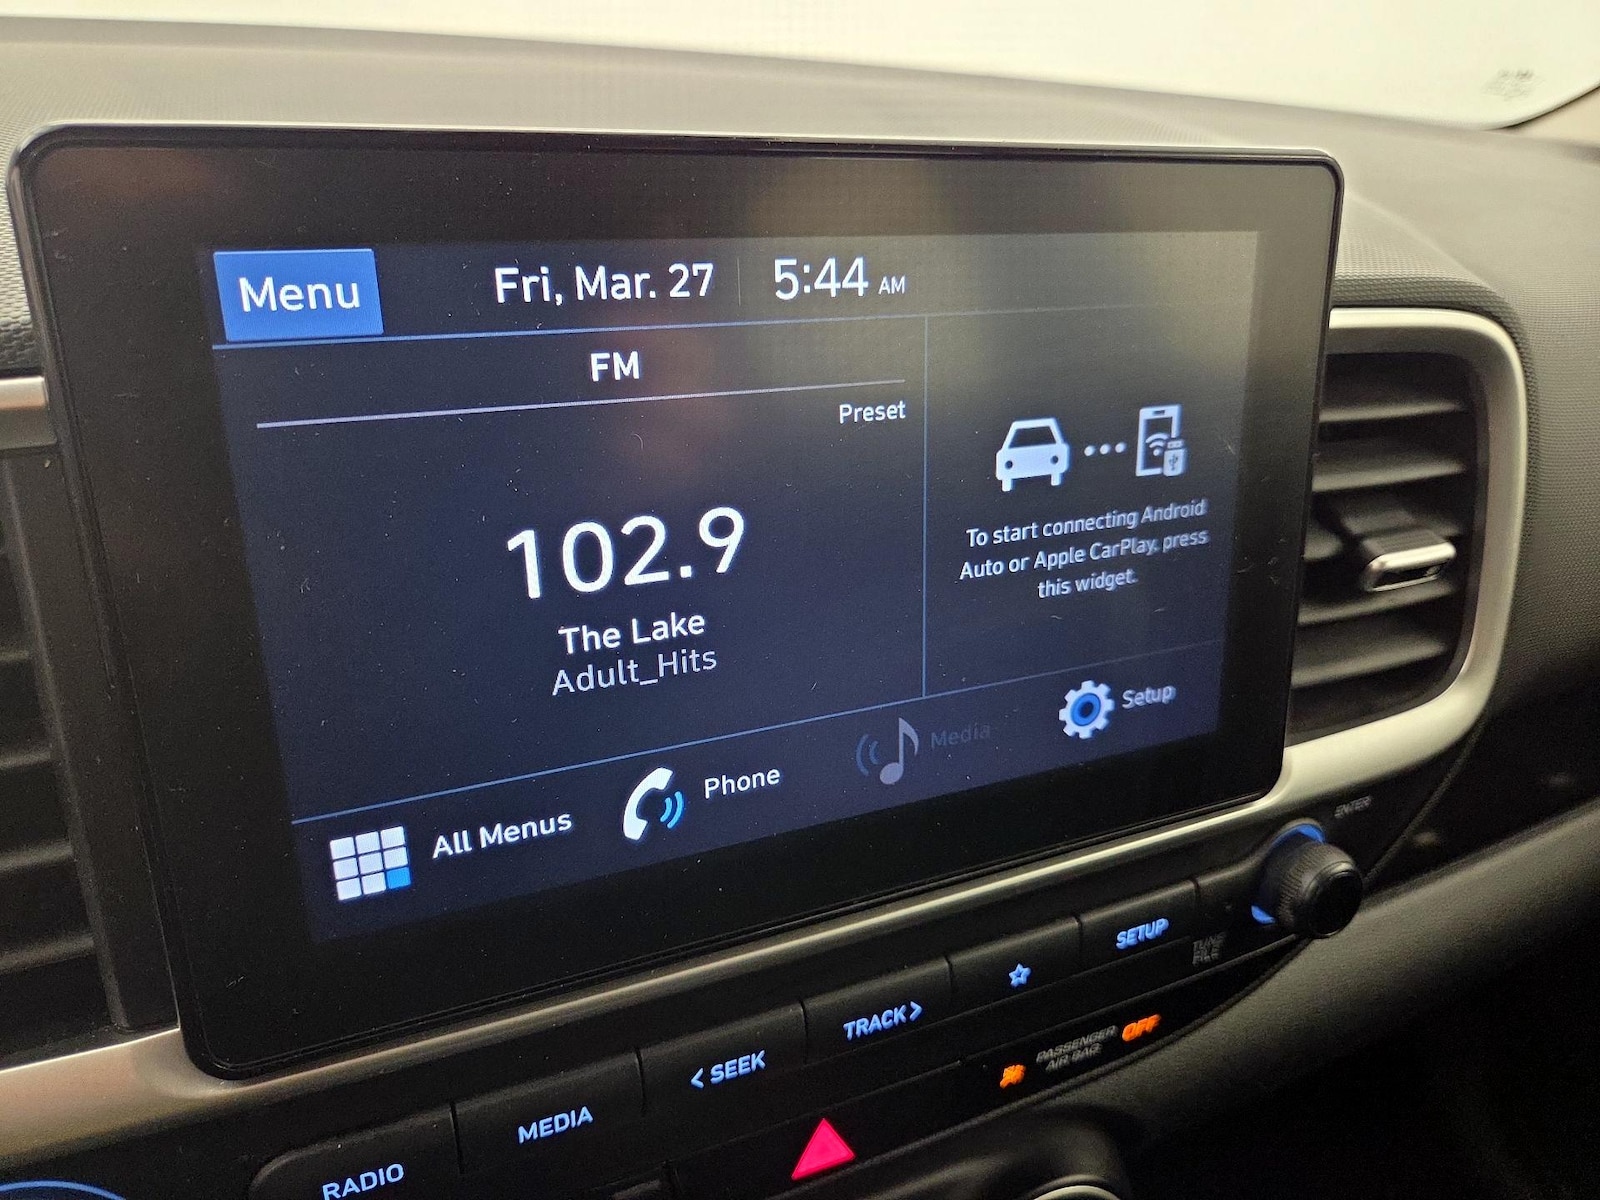 Menu
Fri, Mar. 27
5:44 AM
FM
Preset
102.9
The Lake
Adult_Hits
To start connecting Android
Auto or Apple CarPlay, press
this widget.
All Menus
Phone
Media
Setup
ENTER
RADIO
MEDIA
< SEEK
TRACK >
SETUP
TUNE
FILE
PASSENGER
AIR BAG
OFF